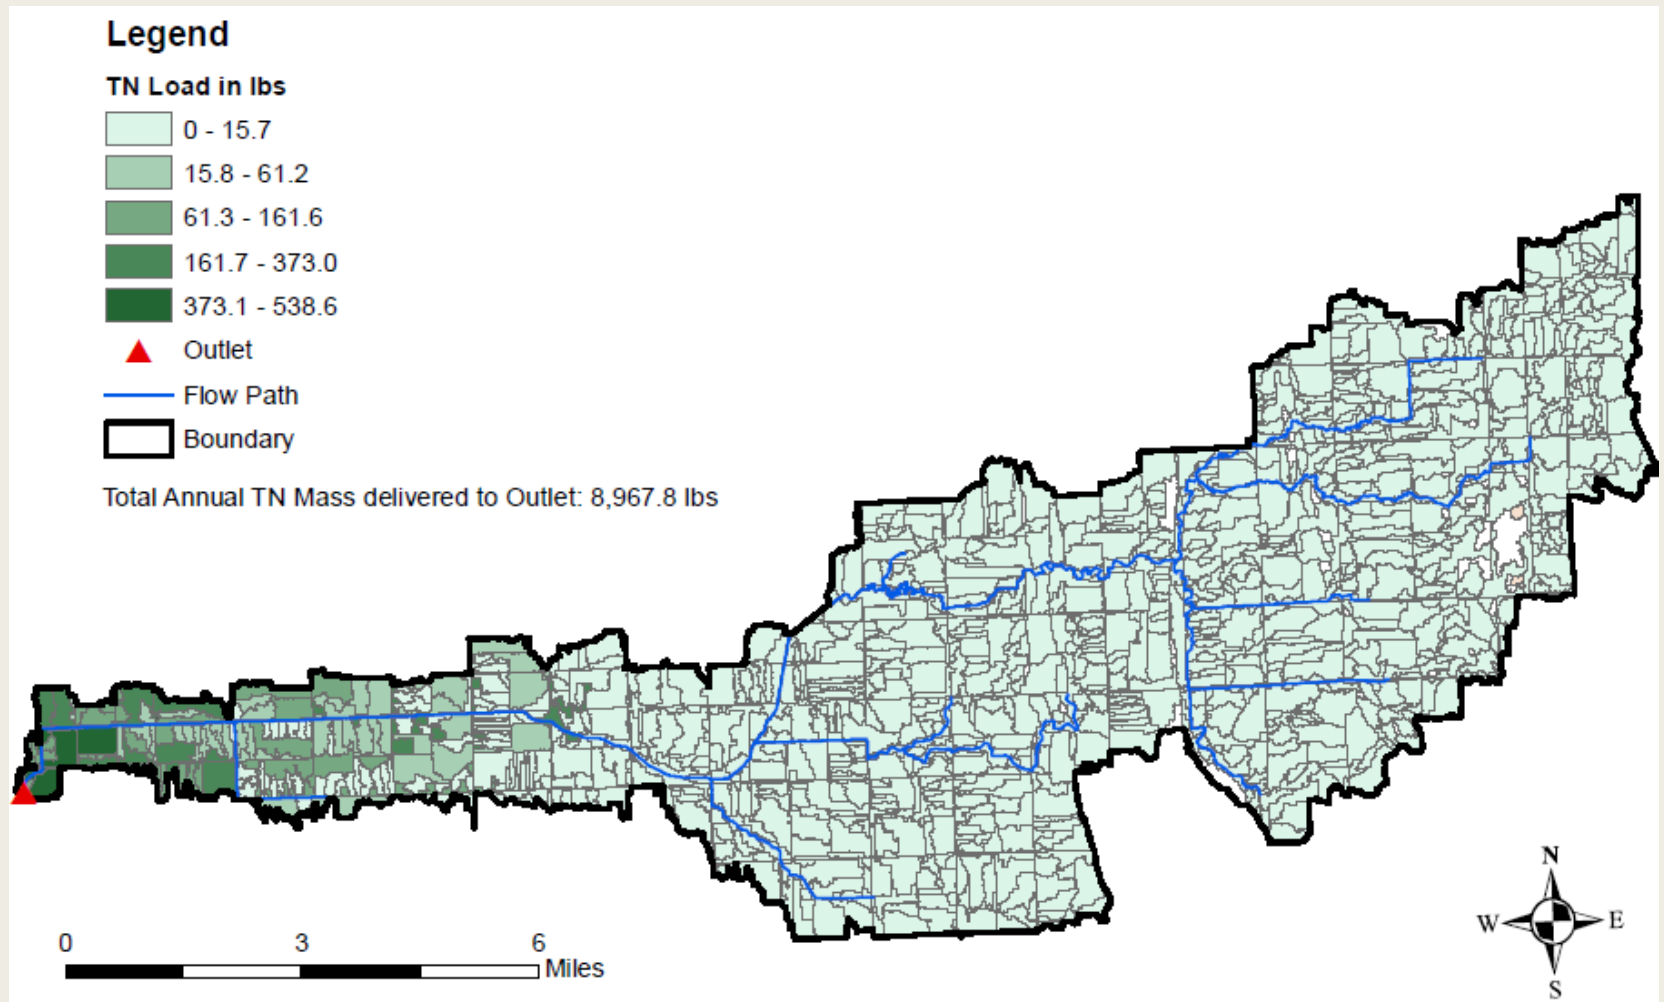 Legend
TN Load in lbs
0 - 15.7
15.8 - 61.2
61.3 - 161.6
161.7 - 373.0
373.1 - 538.6
Outlet
Flow Path
Boundary
Total Annual TN Mass delivered to Outlet: 8,967.8 lbs
0 3 6
Miles
N
W E
S